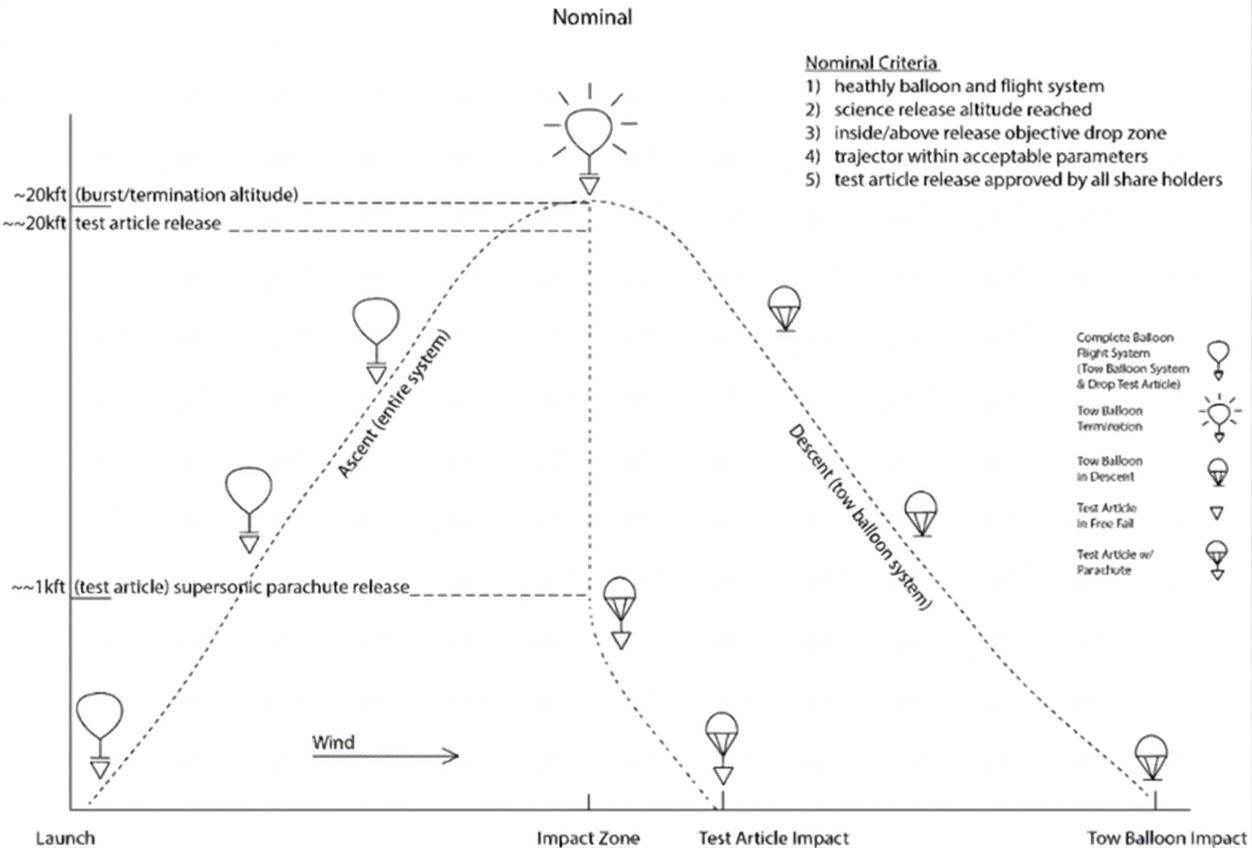 Nominal
Nominal Criteria
1) heathly balloon and flight system
2) science release altitude reached
3) inside/above release objective drop zone
4) trajector within acceptable parameters
5) test article release approved by all share holders
~20kft (burst/termination altitude)
~~20kft test article release
Ascent (entire system)
Descent (tow balloon system)
Complete Balloon
Flight System
(Tow Balloon System
& Drop Test Article)
Tow Balloon
Termination
Tow Balloon
in Descent
Test Article
in Free Fall
Test Article w/
Parachute
~~1kft (test article) supersonic parachute release
Wind
Launch
Impact Zone
Test Article Impact
Tow Balloon Impact